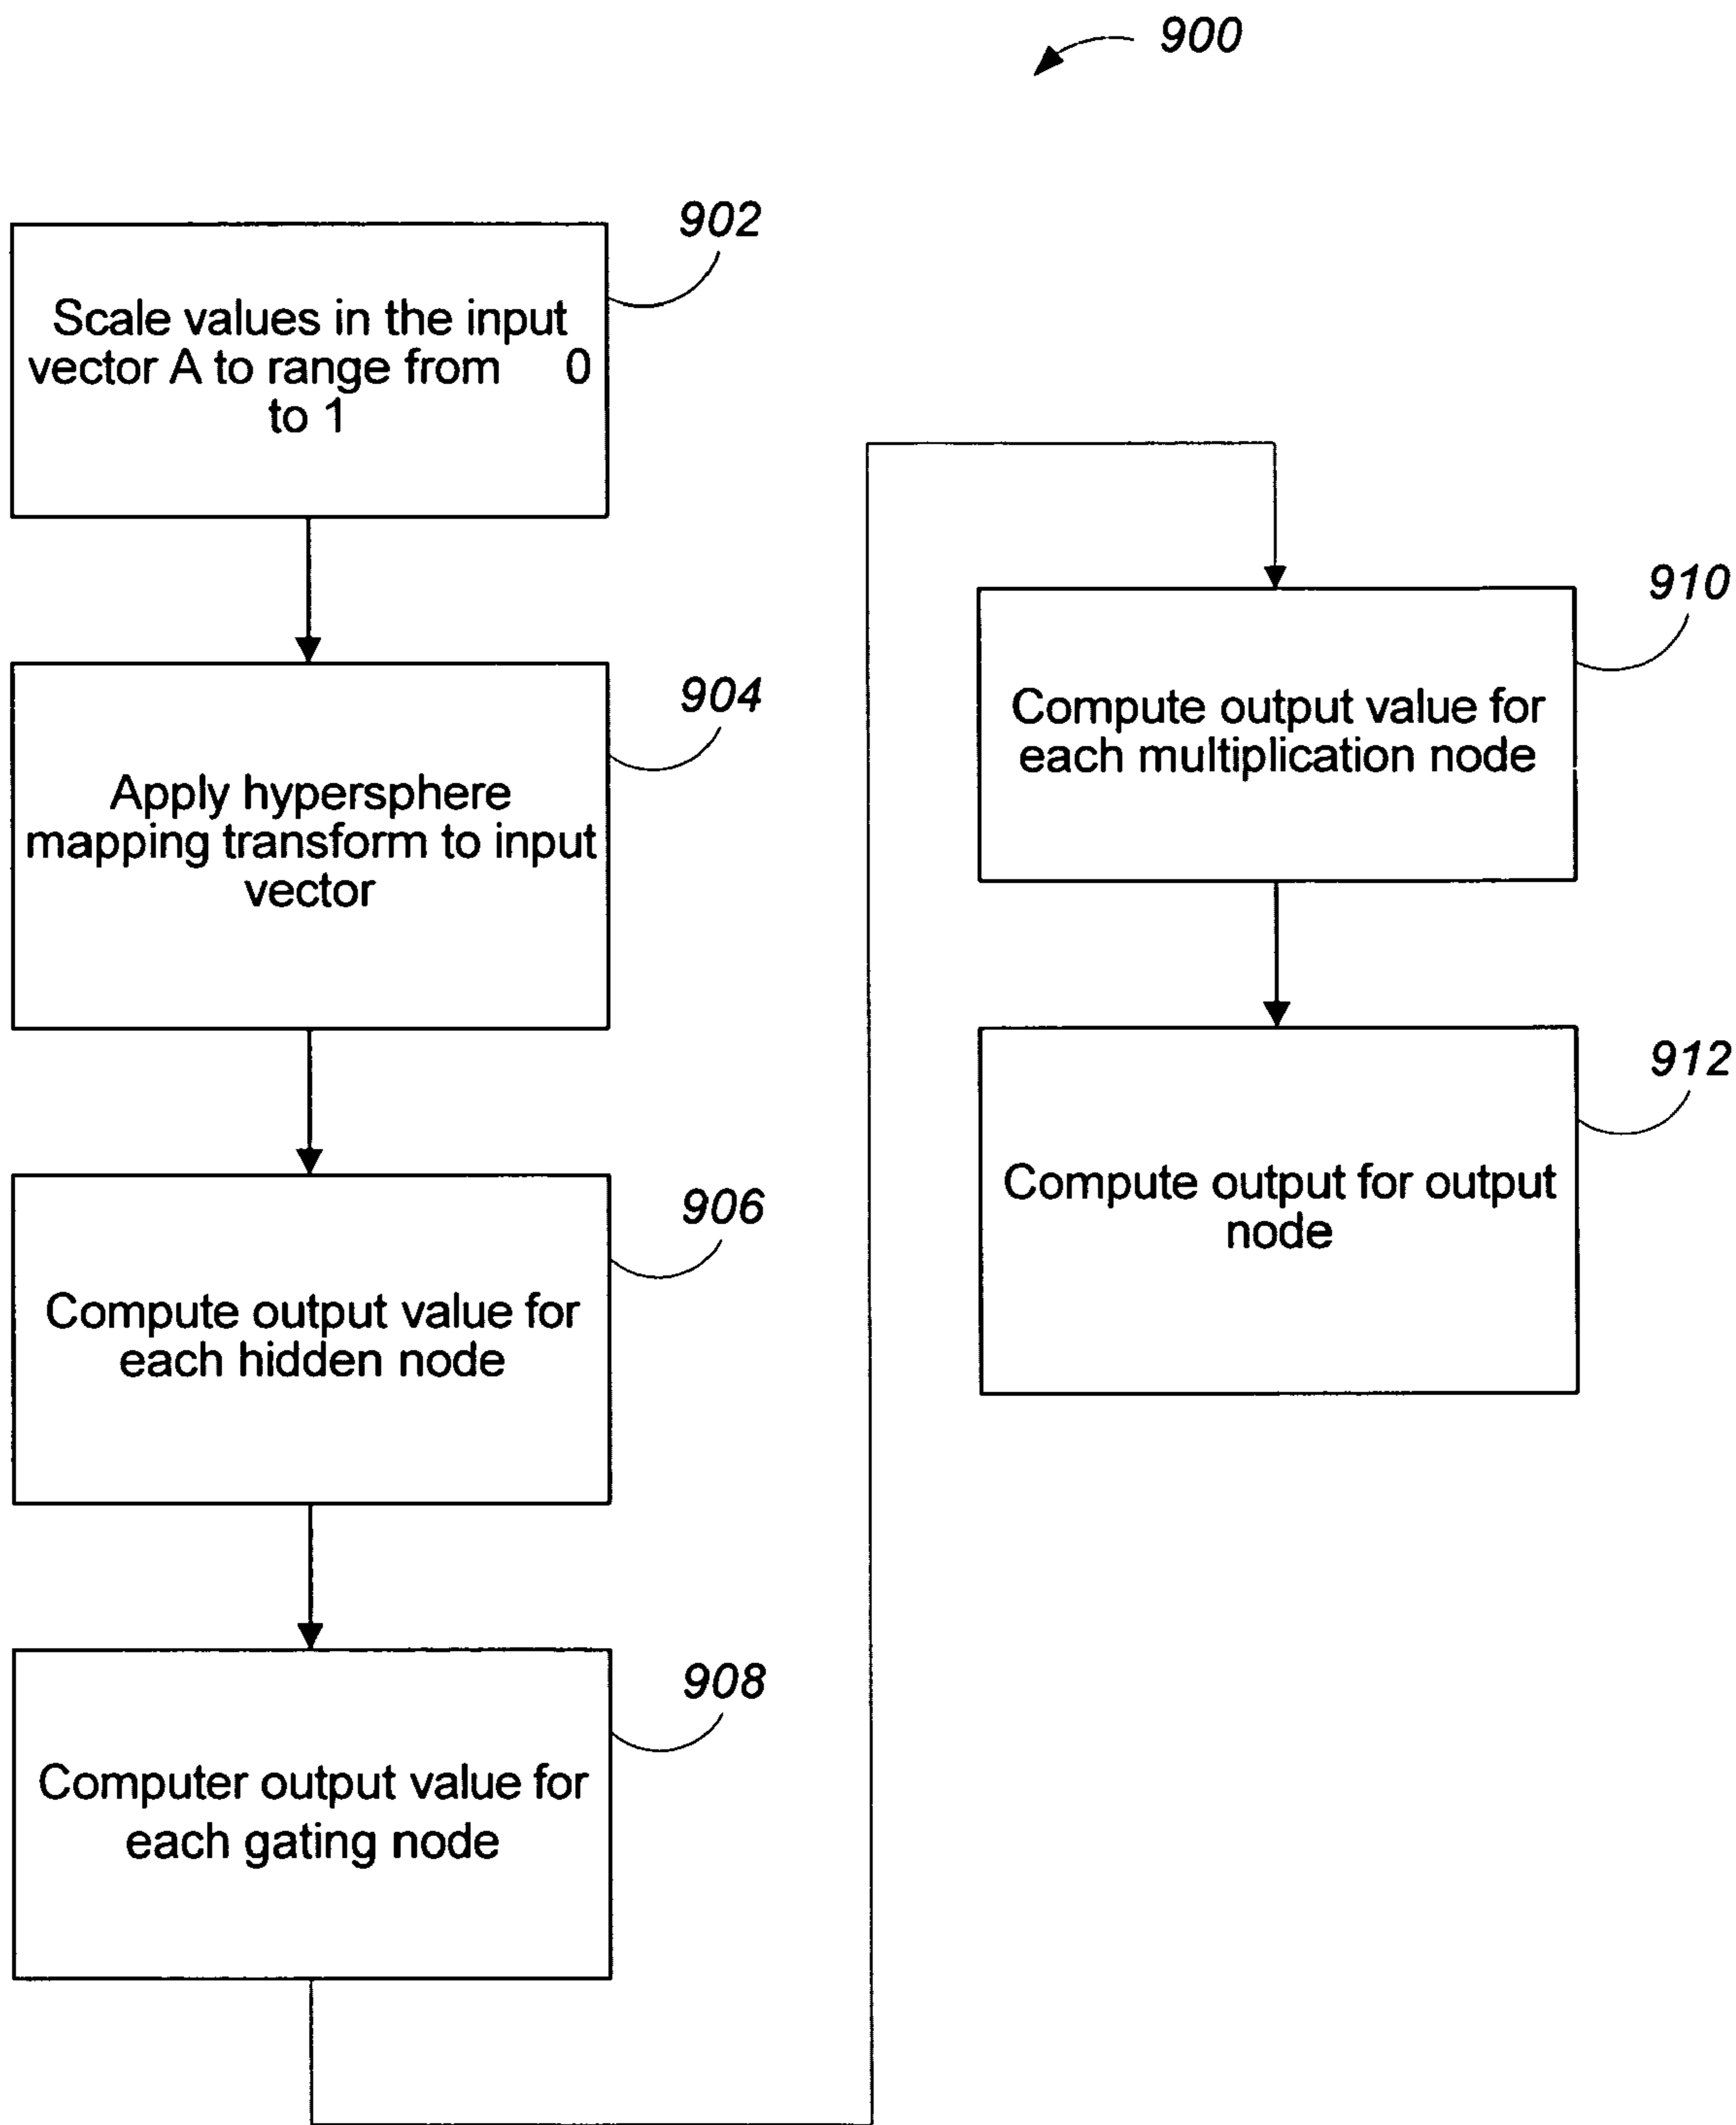 900
902
Scale values in the input
vector A to range from 0
to 1
904
Apply hypersphere
mapping transform to input
vector
906
Compute output value for
each hidden node
908
Computer output value for
each gating node
910
Compute output value for
each multiplication node
912
Compute output for output
node